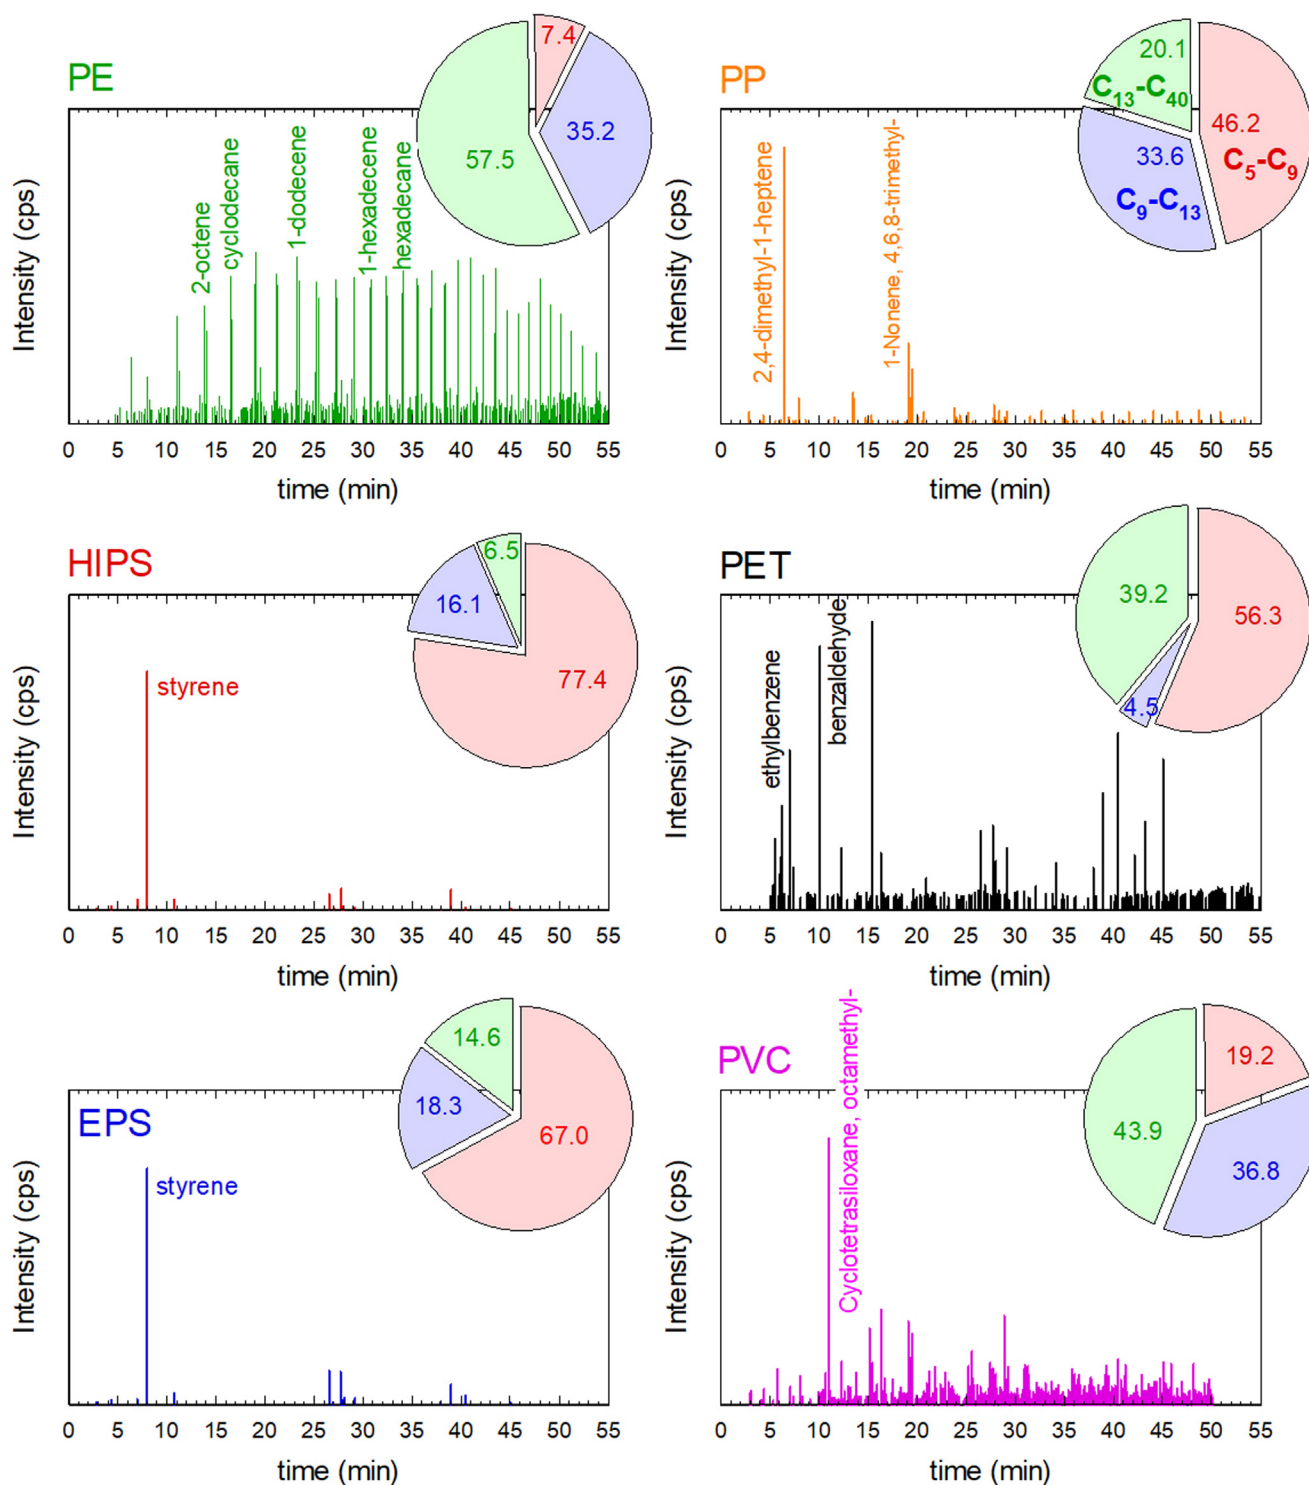 PE
7.4
35.2
57.5
2-octene
cyclodecane
1-dodecene
1-hexadecene
hexadecane
Intensity (cps)
0 5 10 15 20 25 30 35 40 45 50 55
time (min)
PP
20.1
C13-C40
46.2
C5-C9
33.6
C9-C13
2,4-dimethyl-1-heptene
1-Nonene, 4,6,8-trimethyl-
Intensity (cps)
0 5 10 15 20 25 30 35 40 45 50 55
time (min)
HIPS
6.5
16.1
77.4
styrene
Intensity (cps)
0 5 10 15 20 25 30 35 40 45 50 55
time (min)
PET
39.2
56.3
4.5
ethylbenzene
benzaldehyde
Intensity (cps)
0 5 10 15 20 25 30 35 40 45 50 55
time (min)
EPS
14.6
18.3
67.0
styrene
Intensity (cps)
0 5 10 15 20 25 30 35 40 45 50 55
time (min)
PVC
19.2
43.9
36.8
Cyclotetrasiloxane, octamethyl-
Intensity (cps)
0 5 10 15 20 25 30 35 40 45 50 55
time (min)